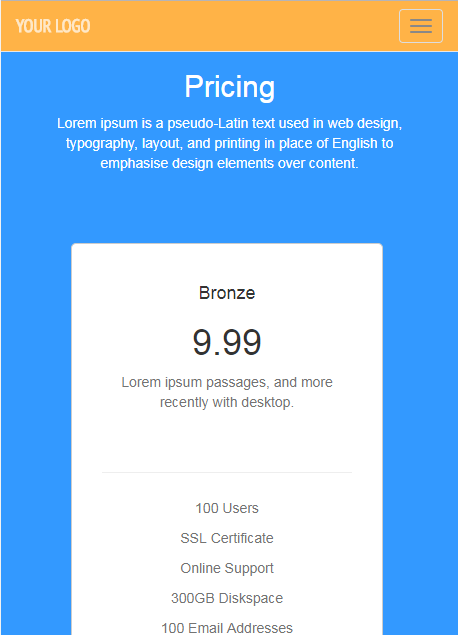 YOUR LOGO
Pricing
Lorem ipsum is a pseudo-Latin text used in web design,
typography, layout, and printing in place of English to
emphasise design elements over content.
Bronze
9.99
Lorem ipsum passages, and more
recently with desktop.
100 Users
SSL Certificate
Online Support
300GB Diskspace
100 Email Addresses